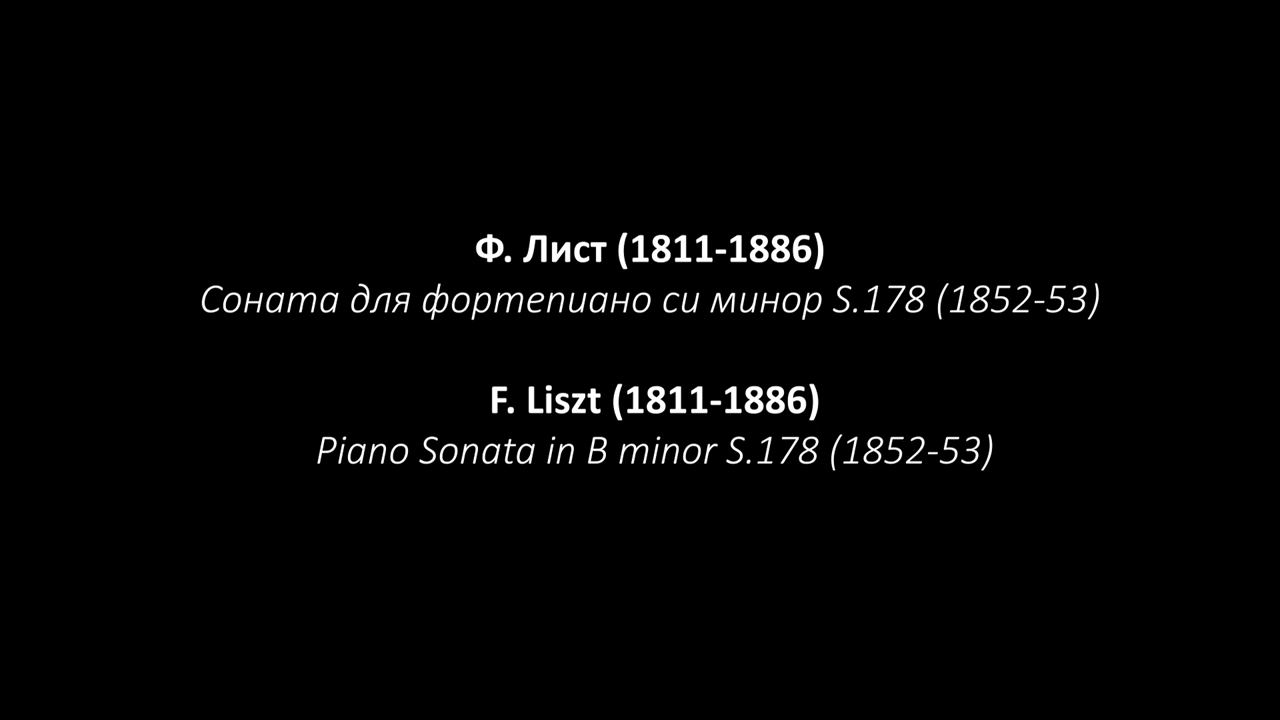 Ф. Лист (1811-1886)
Соната для фортепиано си минор S.178 (1852-53)
F. Liszt (1811-1886)
Piano Sonata in B minor S.178 (1852-53)